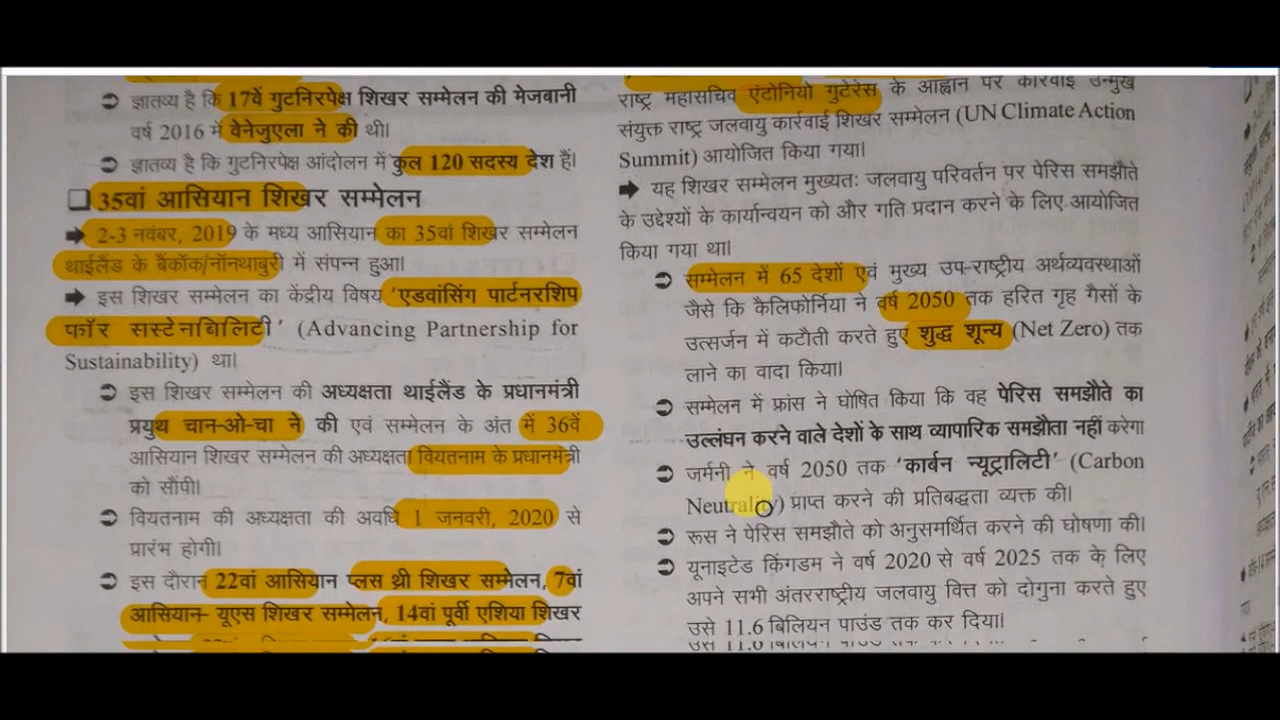 ज्ञातव्य है कि 17वें गुटनिरपेक्ष शिखर सम्मेलन की मेजबानी
वर्ष 2016 में वेनेजुएला ने की थी।
ज्ञातव्य है कि गुटनिरपेक्ष आंदोलन में कुल 120 सदस्य देश हैं।
35वां आसियान शिखर सम्मेलन
2-3 नवंबर, 2019 के मध्य आसियान का 35वां शिखर सम्मेलन
थाईलैंड के बैंकॉक/नॉनथाबुरी में संपन्न हुआ।
इस शिखर सम्मेलन का केंद्रीय विषय 'एडवांसिंग पार्टनरशिप
फॉर सस्टेनबिलिटी' (Advancing Partnership for
Sustainability) था।
इस शिखर सम्मेलन की अध्यक्षता थाईलैंड के प्रधानमंत्री
प्रयुथ चान-ओ-चा ने की एवं सम्मेलन के अंत में 36वें
आसियान शिखर सम्मेलन की अध्यक्षता वियतनाम के प्रधानमंत्री
को सौंपी।
वियतनाम की अध्यक्षता की अवधि 1 जनवरी, 2020 से
प्रारंभ होगी।
इस दौरान 22वां आसियान प्लस थ्री शिखर सम्मेलन, 7वां
आसियान- यूएस शिखर सम्मेलन, 14वां पूर्वी एशिया शिखर
राष्ट्र महासचिव एंटोनियो गुटेरेस के आह्वान पर कार्रवाई उन्मुख
संयुक्त राष्ट्र जलवायु कार्रवाई शिखर सम्मेलन (UN Climate Action
Summit) आयोजित किया गया।
यह शिखर सम्मेलन मुख्यतः जलवायु परिवर्तन पर पेरिस समझौते
के उद्देश्यों के कार्यान्वयन को और गति प्रदान करने के लिए आयोजित
किया गया था।
सम्मेलन में 65 देशों एवं मुख्य उप-राष्ट्रीय अर्थव्यवस्थाओं
जैसे कि कैलिफोर्निया ने वर्ष 2050 तक हरित गृह गैसों के
उत्सर्जन में कटौती करते हुए शुद्ध शून्य (Net Zero) तक
लाने का वादा किया।
सम्मेलन में फ्रांस ने घोषित किया कि वह पेरिस समझौते का
उल्लंघन करने वाले देशों के साथ व्यापारिक समझौता नहीं करेगा
जर्मनी ने वर्ष 2050 तक 'कार्बन न्यूट्रालिटी' (Carbon
Neutrality) प्राप्त करने की प्रतिबद्धता व्यक्त की।
रूस ने पेरिस समझौते को अनुसमर्थित करने की घोषणा की।
यूनाइटेड किंगडम ने वर्ष 2020 से वर्ष 2025 तक के लिए
अपने सभी अंतरराष्ट्रीय जलवायु वित्त को दोगुना करते हुए
उसे 11.6 बिलियन पाउंड तक कर दिया।